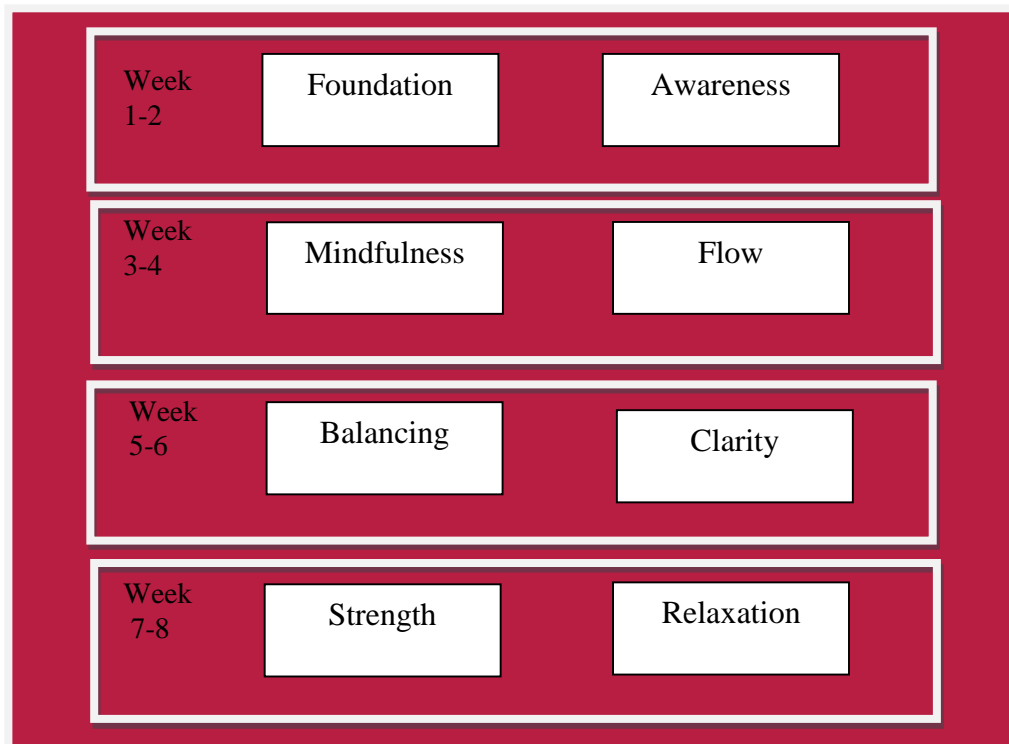 Week
1-2
Foundation
Awareness
Week
3-4
Mindfulness
Flow
Week
5-6
Balancing
Clarity
Week
7-8
Strength
Relaxation